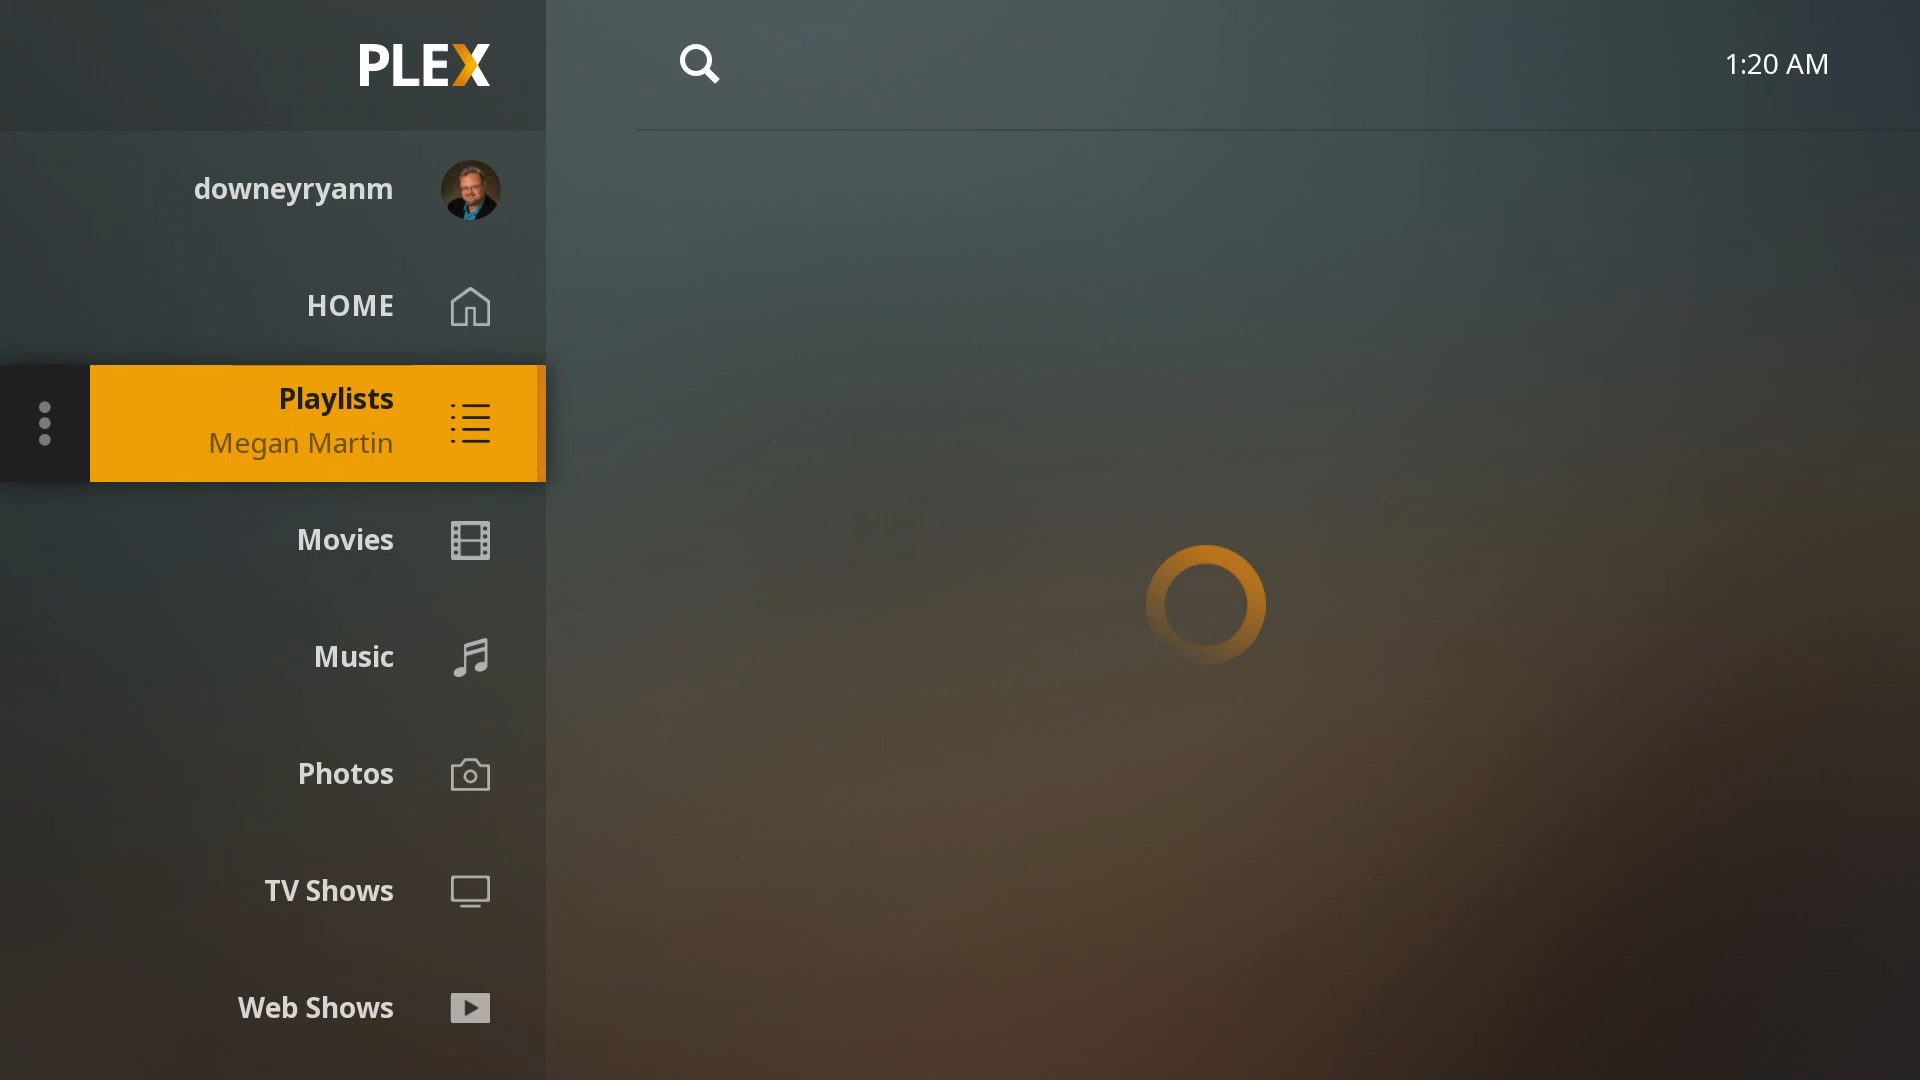 PLEX
1:20 AM
downeyryanm
HOME
Playlists
Megan Martin
Movies
Music
Photos
TV Shows
Web Shows